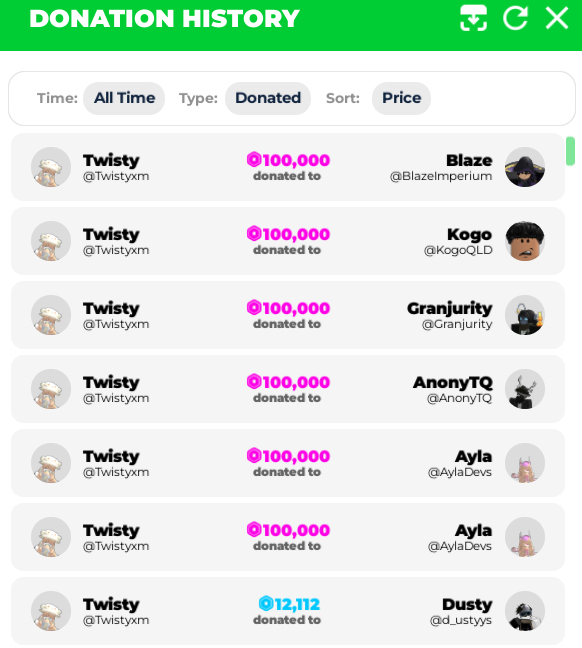 DONATION HISTORY
Time: All Time Type: Donated Sort: Price
Twisty 100,000 Blaze
@Twistyxm donated to @BlazeImperium
Twisty 100,000 Kogo
@Twistyxm donated to @KogoQLD
Twisty 100,000 Granjurity
@Twistyxm donated to @Granjurity
Twisty 100,000 AnonyTQ
@Twistyxm donated to @AnonyTQ
Twisty 100,000 Ayla
@Twistyxm donated to @AylaDevs
Twisty 100,000 Ayla
@Twistyxm donated to @AylaDevs
Twisty 12,112 Dusty
@Twistyxm donated to @d_ustyys